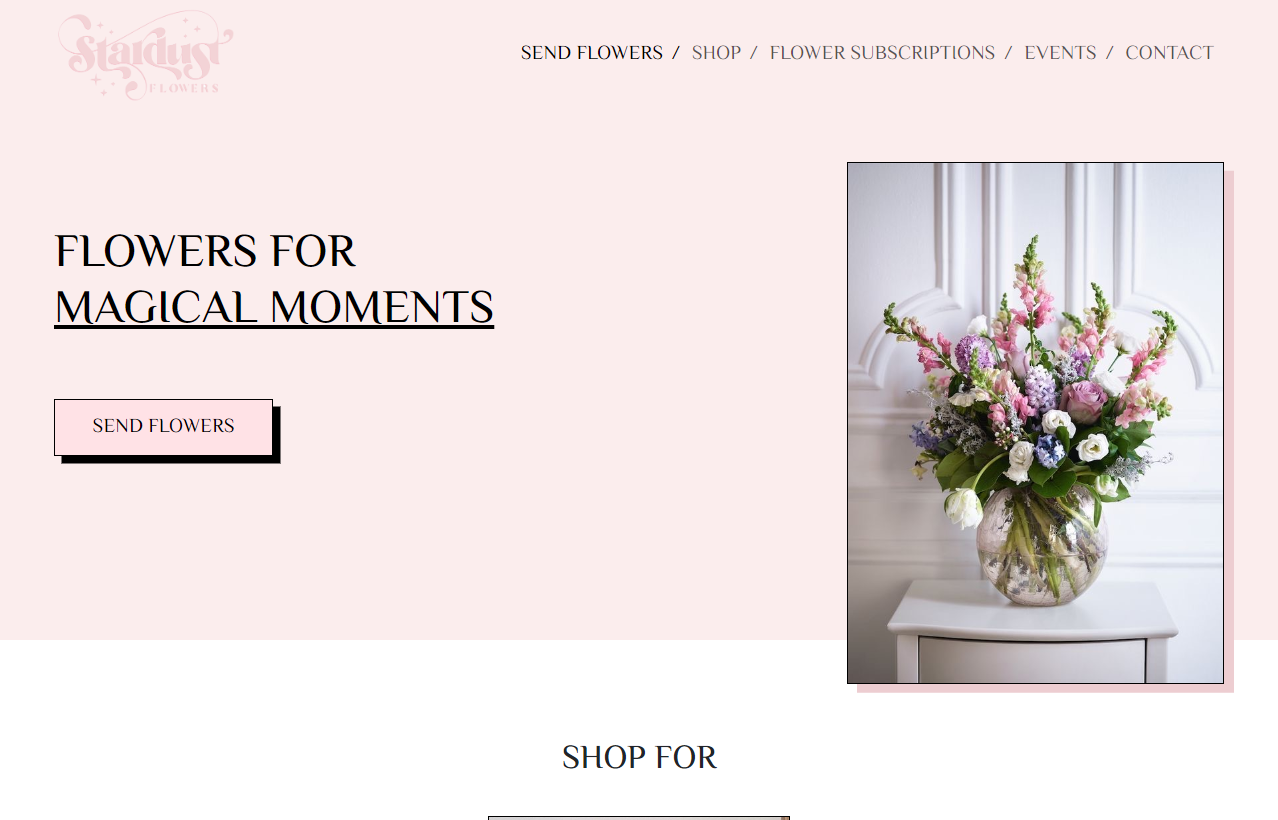 Stardust
FLOWERS
SEND FLOWERS / SHOP / FLOWER SUBSCRIPTIONS / EVENTS / CONTACT
FLOWERS FOR
MAGICAL MOMENTS
SEND FLOWERS
SHOP FOR